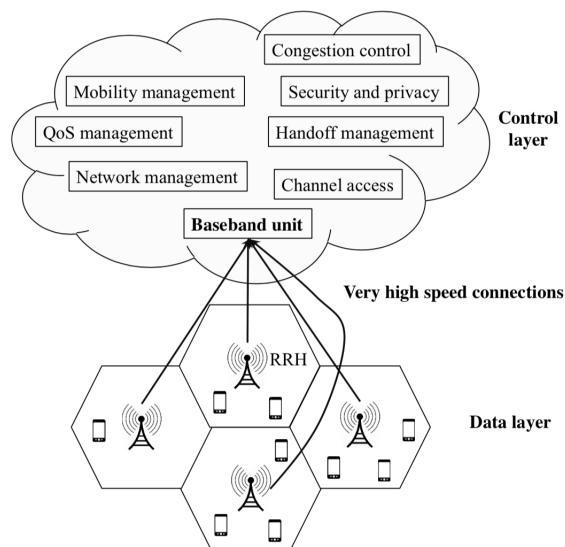 Congestion control
Mobility management
Security and privacy
QoS management
Handoff management
Control
layer
Network management
Channel access
Baseband unit
Very high speed connections
RRH
Data layer